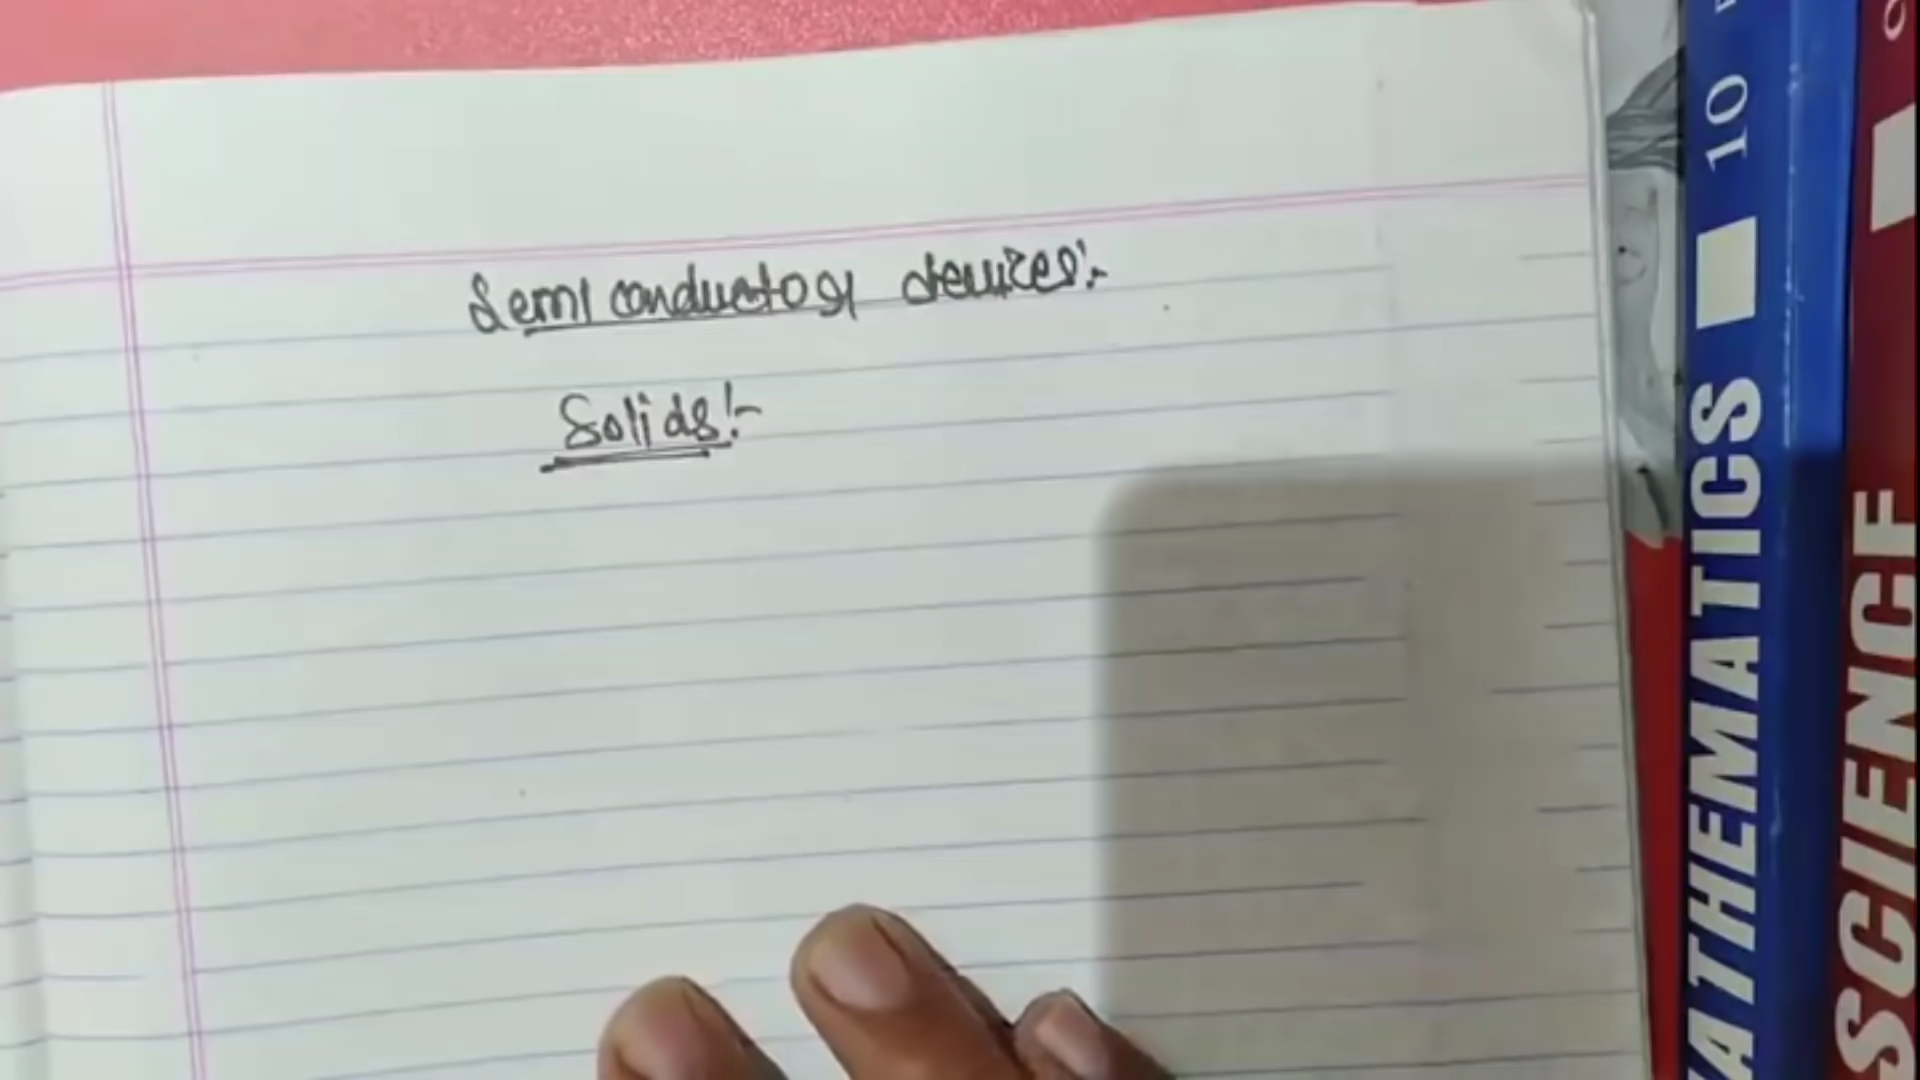 Semiconductor devices:-
Solids:-
10
MATHEMATICS
SCIENCE